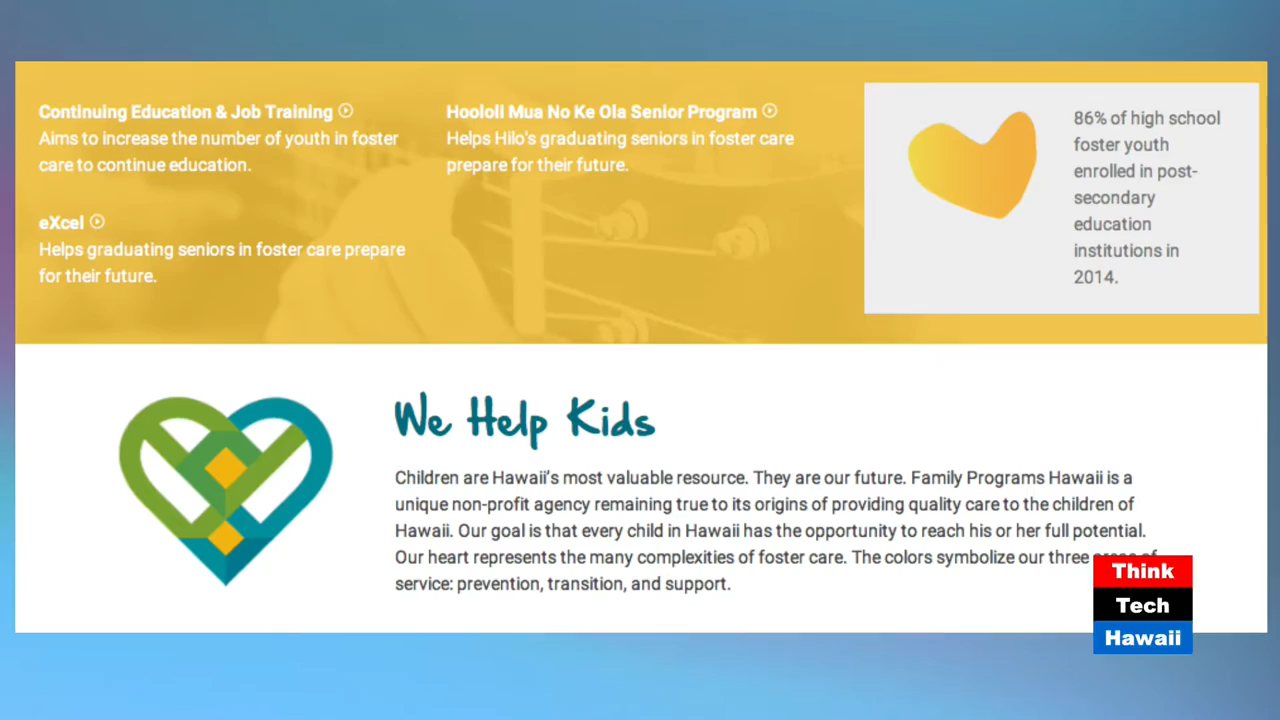 Continuing Education & Job Training
Aims to increase the number of youth in foster
care to continue education.
eXcel
Helps graduating seniors in foster care prepare
for their future.
Hoololi Mua No Ke Ola Senior Program
Helps Hilo's graduating seniors in foster care
prepare for their future.
86% of high school
foster youth
enrolled in post-
secondary
education
institutions in
2014.
We Help Kids
Children are Hawaii's most valuable resource. They are our future. Family Programs Hawaii is a
unique non-profit agency remaining true to its origins of providing quality care to the children of
Hawaii. Our goal is that every child in Hawaii has the opportunity to reach his or her full potential.
Our heart represents the many complexities of foster care. The colors symbolize our three areas of
service: prevention, transition, and support.
Think
Tech
Hawaii